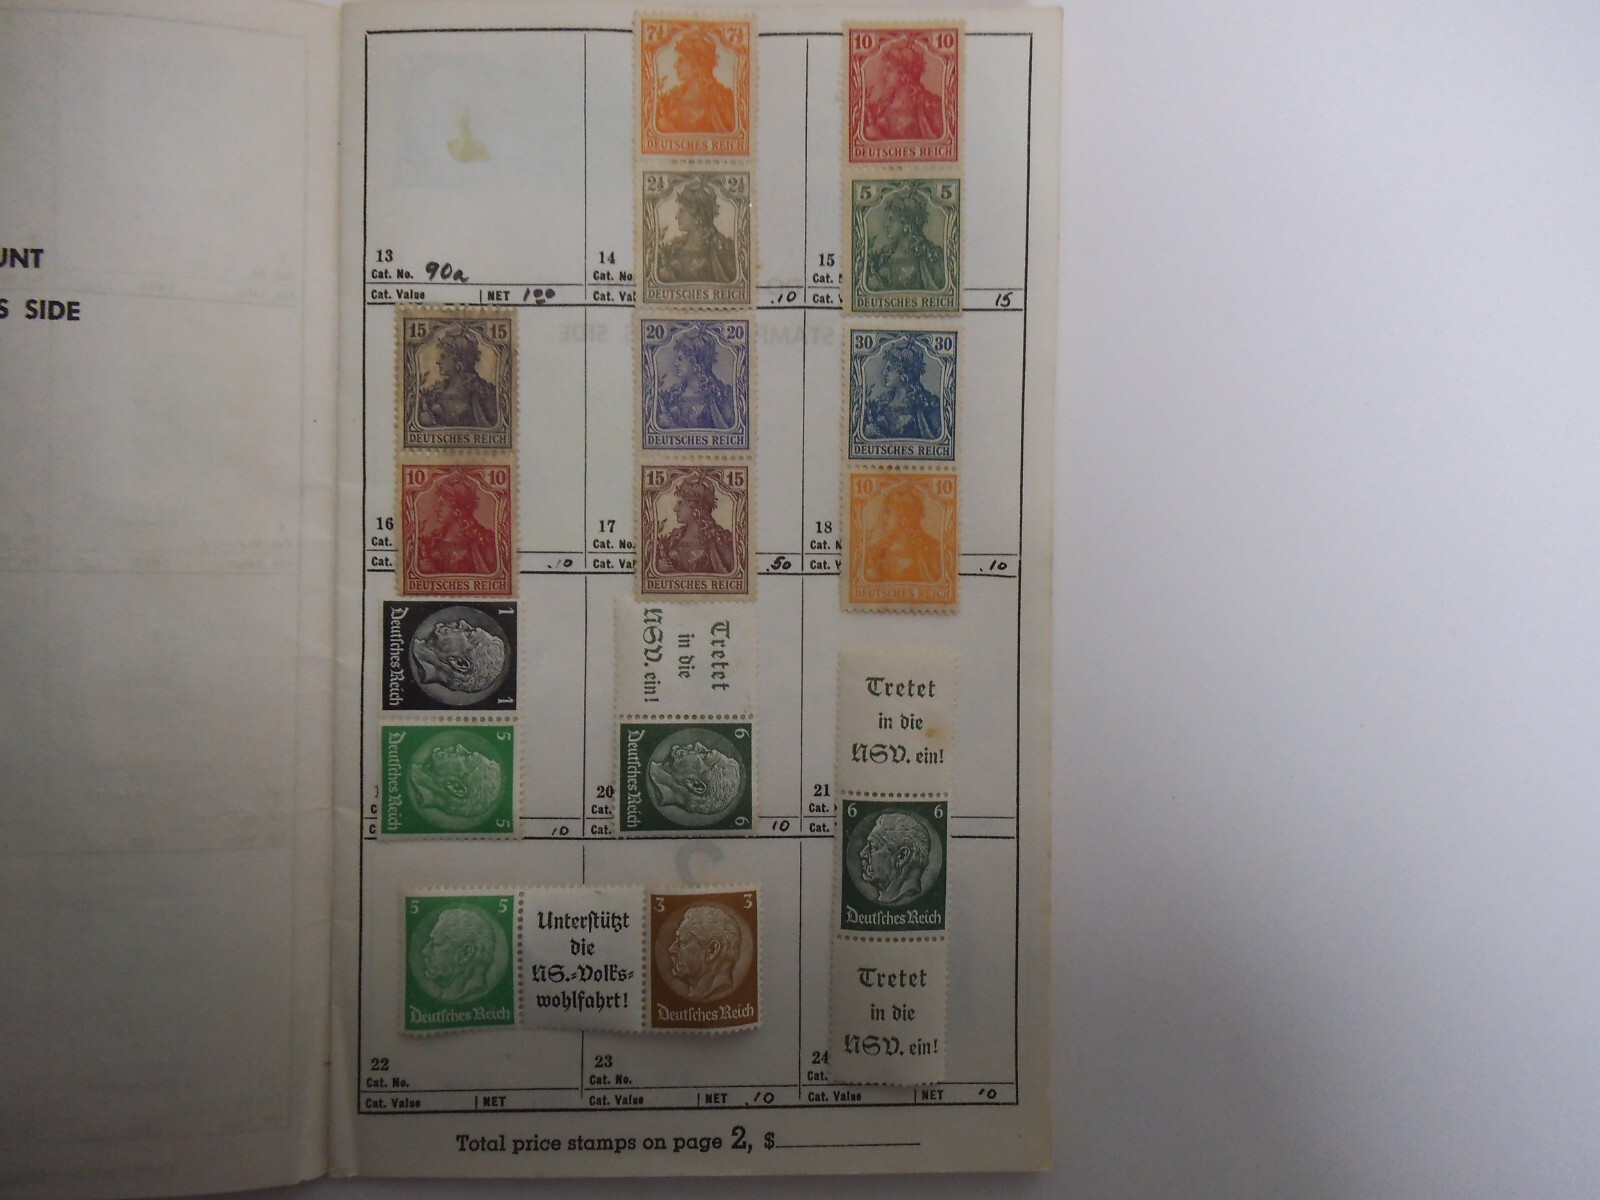 UNT
S SIDE
13
Cat. No. 90a
Cat. Value NET 1.00
7½ 7½
DEUTSCHES REICH
2½ 2½
DEUTSCHES REICH
14
Cat. No.
.10
10 10
DEUTSCHES REICH
5 5
DEUTSCHES REICH
15
Cat.
Cat.
15
STAMP S SIDE
15 15
DEUTSCHES REICH
10 10
DEUTSCHES REICH
16
Cat.
Cat.
.10
20 20
DEUTSCHES REICH
15 15
DEUTSCHES REICH
17
Cat. No.
.50
30 30
DEUTSCHES REICH
10 10
DEUTSCHES REICH
18
Cat. N
Cat. V
.10
1 1
Deutsches Reich
5 5
Deutsches Reich
10
Tretet
in die
NSV. ein!
6 6
Deutsches Reich
20
Cat.
Cat.
10
21
Cat.
Cat.
Tretet
in die
NSV. ein!
6 6
Deutsches Reich
Tretet
in die
NSV. ein!
5 5
Deutsches Reich
Unterstützt
die
NS.=Volks=
wohlfahrt!
3 3
Deutsches Reich
22
Cat. No.
Cat. Value NET
23
Cat. No.
Cat. Value NET .10
24
Cat.
Cat. Value NET 10
Total price stamps on page 2, $